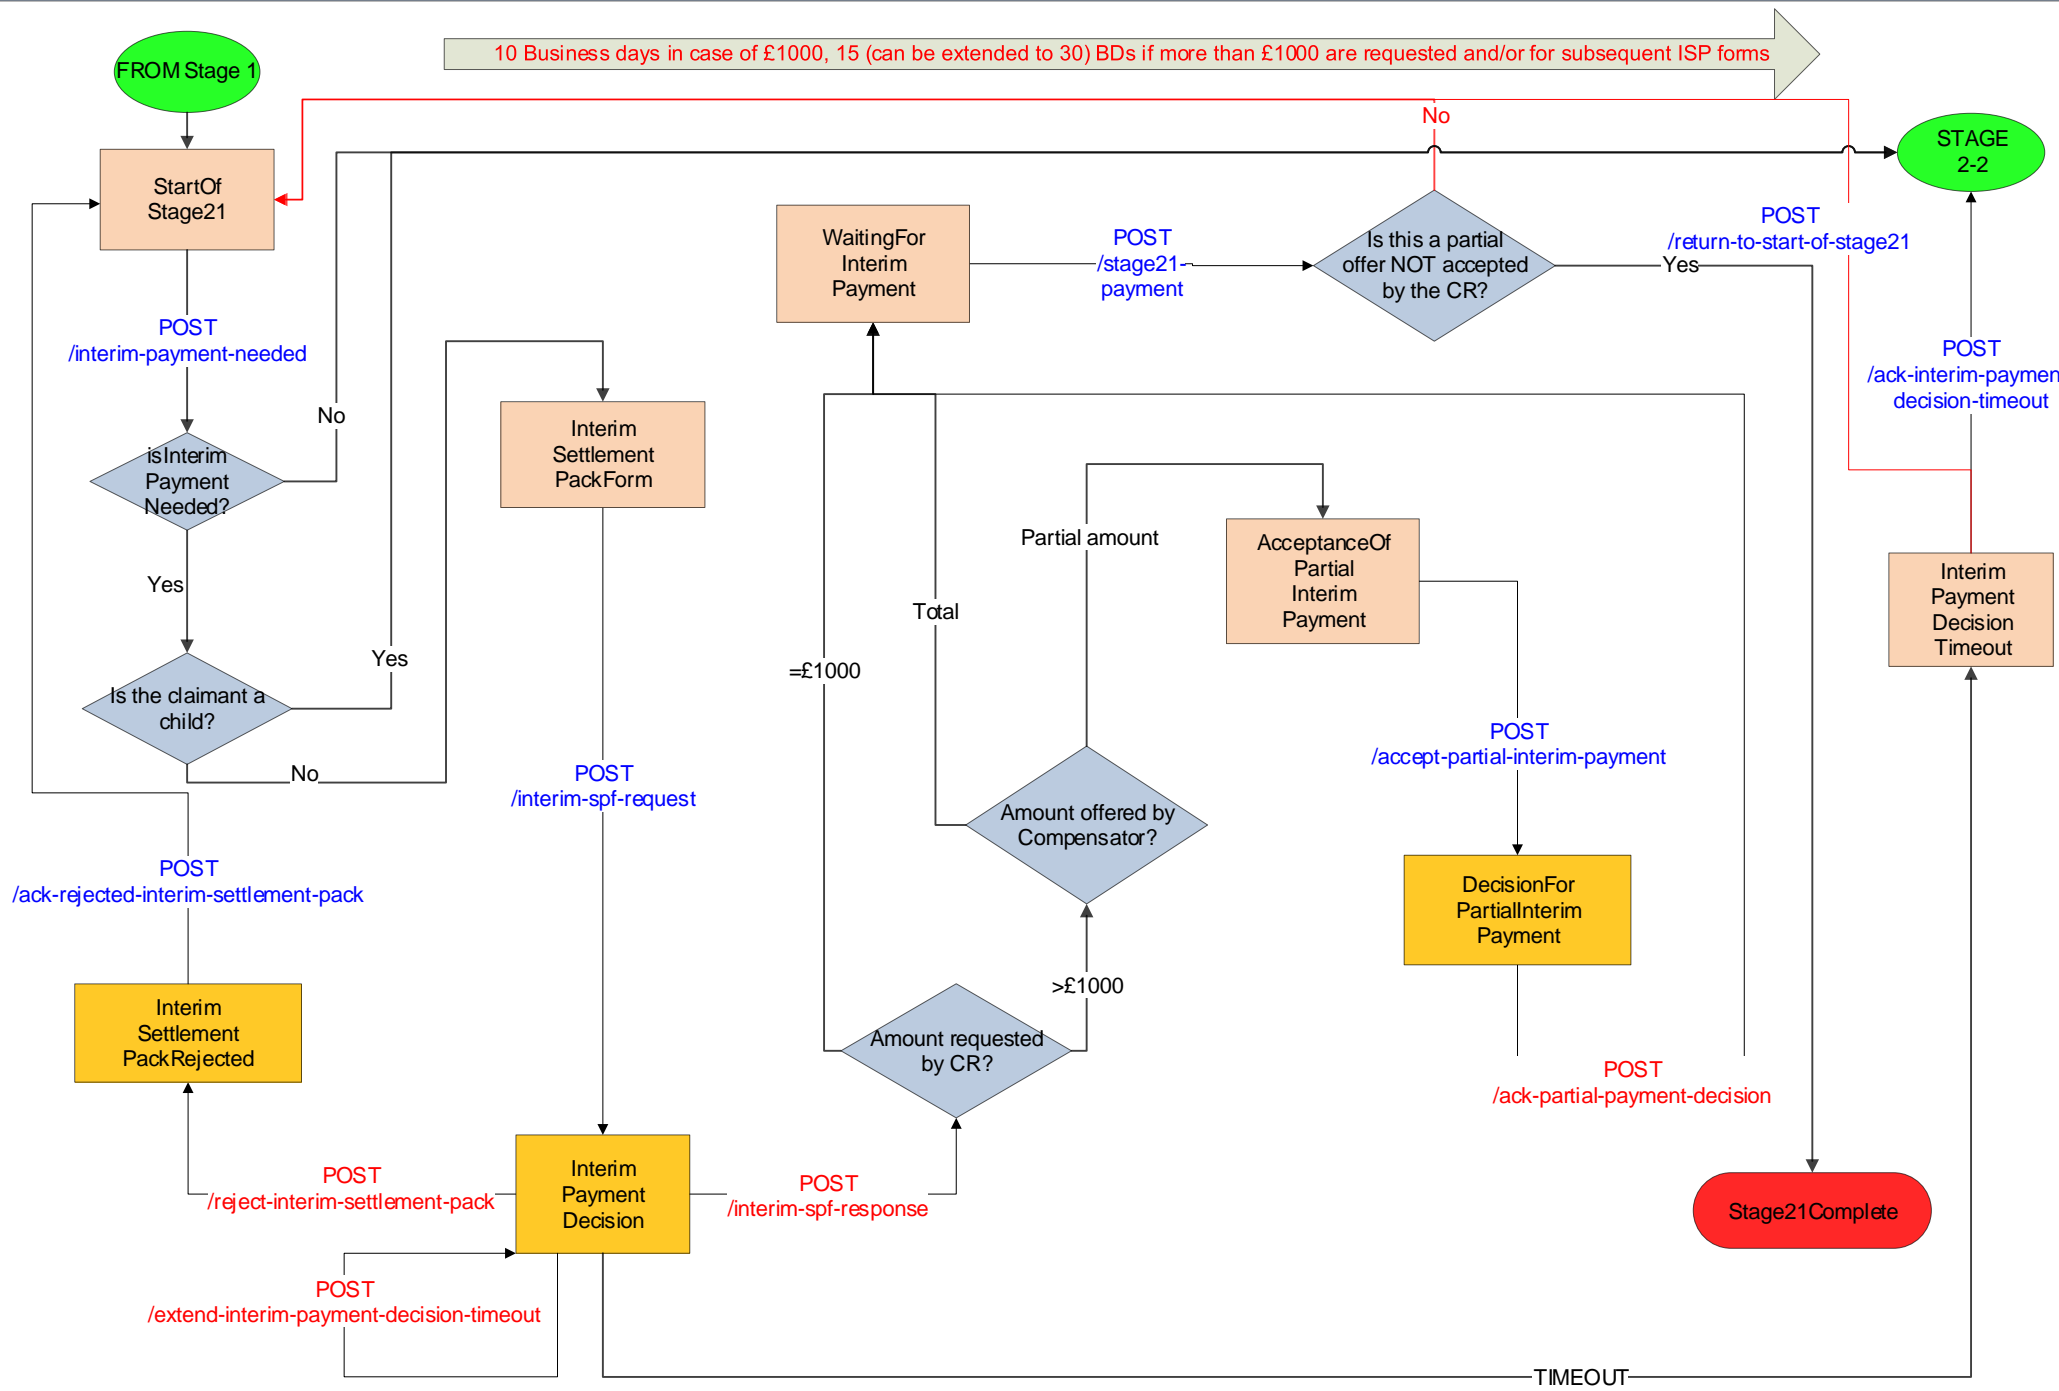 10 Business days in case of £1000, 15 (can be extended to 30) BDs if more than £1000 are requested and/or for subsequent ISP forms
FROM Stage 1
No
STAGE
2-2
StartOf
Stage21
WaitingFor
Interim
Payment
POST
/stage21-
payment
Is this a partial
offer NOT accepted
by the CR?
POST
/return-to-start-of-stage21
Yes
POST
/interim-payment-needed
POST
/ack-interim-paymen
decision-timeout
No
isInterim
Payment
Needed?
Interim
Settlement
PackForm
Partial amount
AcceptanceOf
Partial
Interim
Payment
Interim
Payment
Decision
Timeout
Yes
Total
Yes
=£1000
Is the claimant a
child?
No
POST
/interim-spf-request
POST
/accept-partial-interim-payment
Amount offered by
Compensator?
POST
/ack-rejected-interim-settlement-pack
DecisionFor
PartialInterim
Payment
>£1000
Interim
Settlement
PackRejected
Amount requested
by CR?
POST
/ack-partial-payment-decision
POST
/reject-interim-settlement-pack
Interim
Payment
Decision
POST
/interim-spf-response
Stage21Complete
POST
/extend-interim-payment-decision-timeout
TIMEOUT